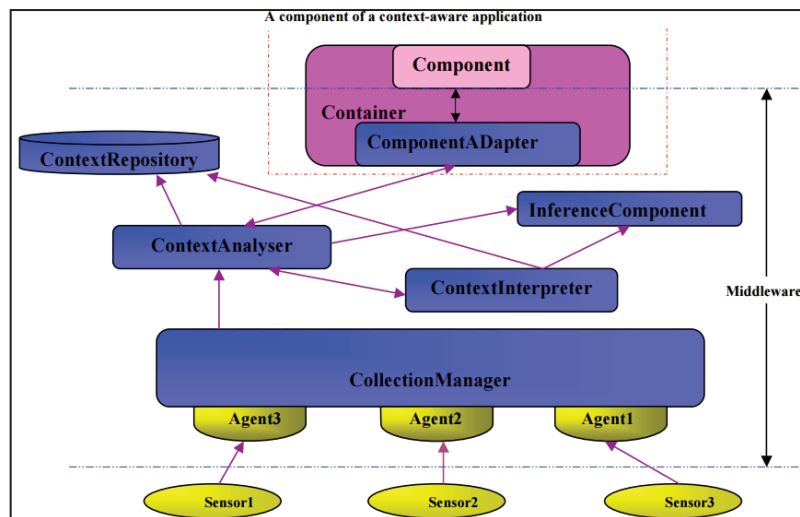 A component of a context-aware application
Component
Container
ComponentADapter
ContextRepository
InferenceComponent
ContextAnalyser
ContextInterpreter
Middleware
CollectionManager
Agent3
Agent2
Agent1
Sensor1
Sensor2
Sensor3